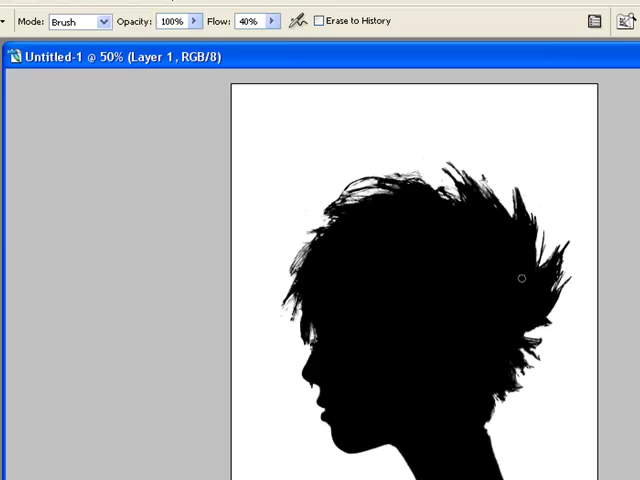 Mode: Brush Opacity: 100% Flow: 40% Erase to History
Untitled-1 @ 50% (Layer 1, RGB/8)